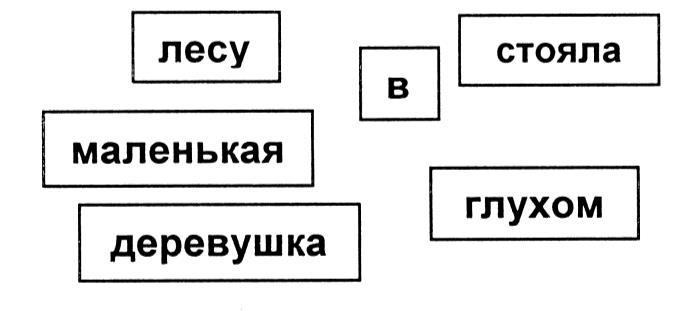 лесу
в
стояла
маленькая
глухом
деревушка